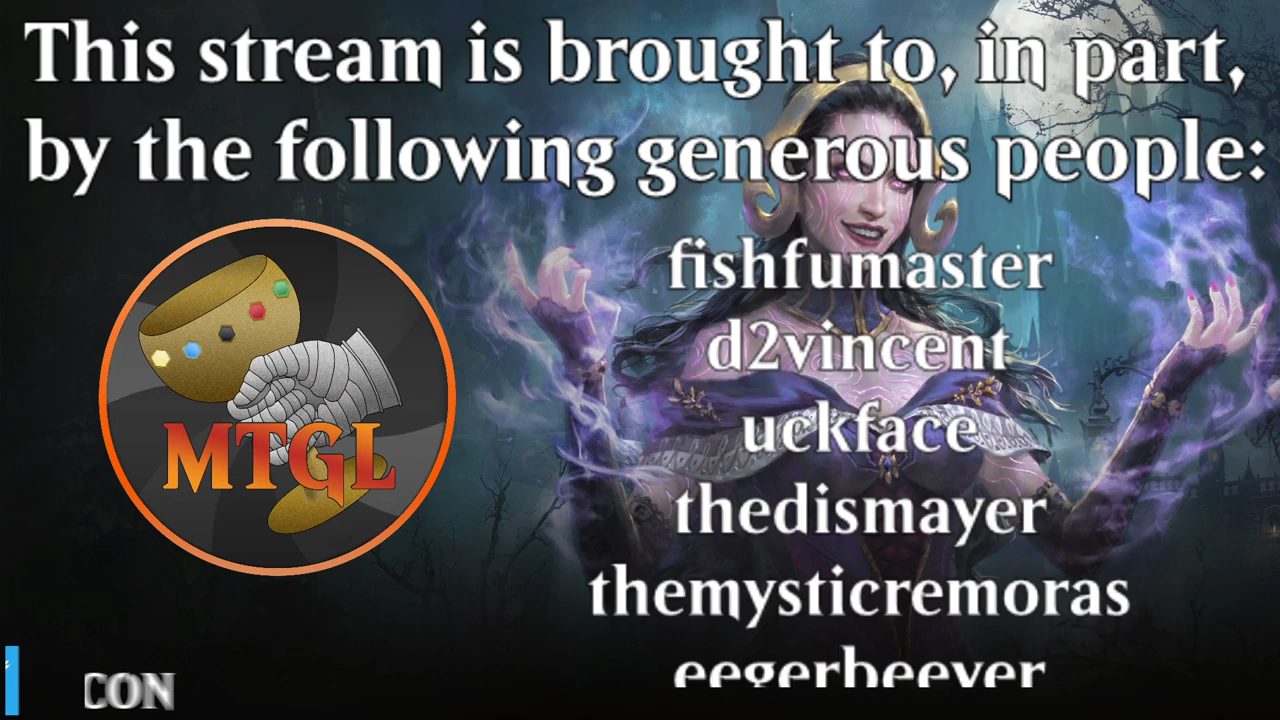 This stream is brought to, in part,
by the following generous people:
fishfumaster
d2vincent
uckface
thedismayer
themysticremoras
eegerbeever
MTGL
CON